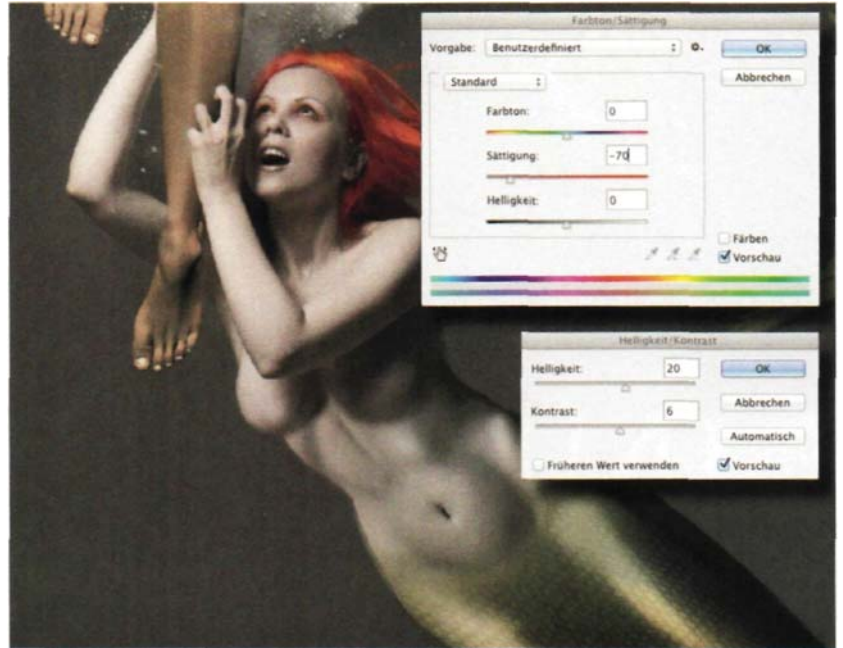 Farbton/Sättigung
Vorgabe: Benutzerdefiniert OK
Standard Abbrechen
Farbton: 0
Sättigung: -70
Helligkeit: 0
Färben
Vorschau
Helligkeit/Kontrast
Helligkeit: 20 OK
Abbrechen
Kontrast: 6
Automatisch
Früheren Wert verwenden Vorschau